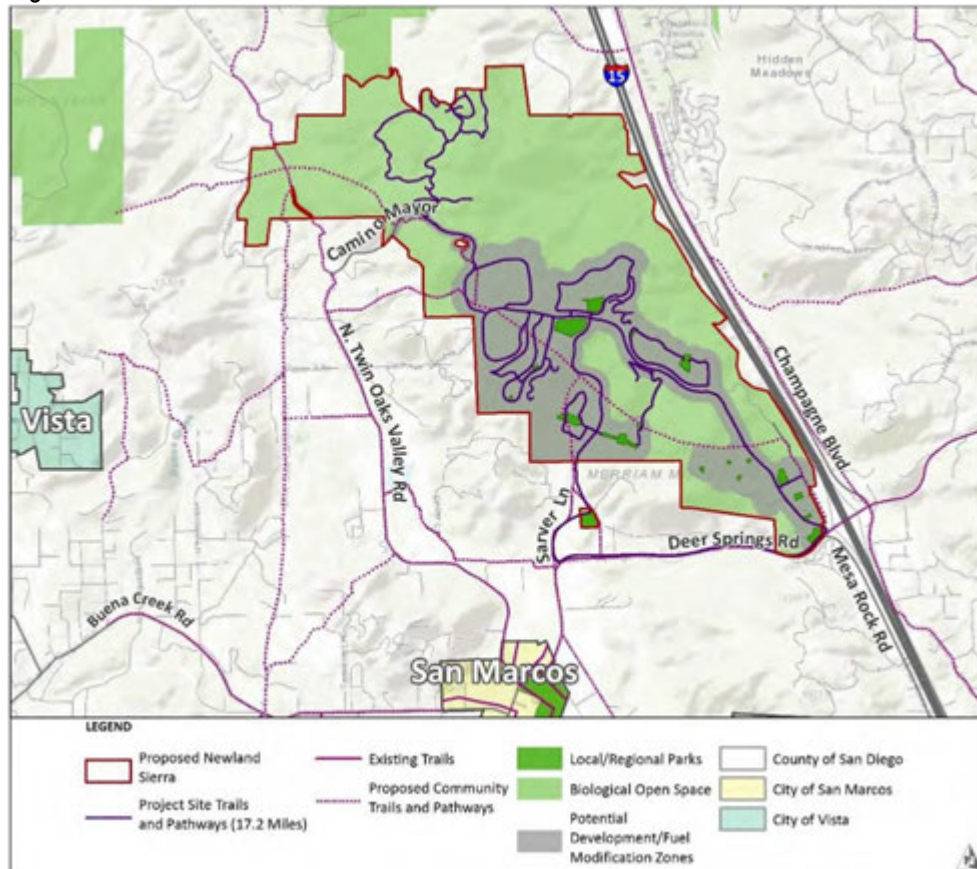 15
Hidden
Meadows
Camino Mayor
N. Twin Oaks Valley Rd
Champagne Blvd
Vista
MERRIAM M
Sarver Ln
Deer Springs Rd
Mesa Rock Rd
Buena Creek Rd
San Marcos
LEGEND
Proposed Newland
Sierra
Project Site Trails
and Pathways (17.2 Miles)
Existing Trails
Proposed Community
Trails and Pathways
Local/Regional Parks
Biological Open Space
Potential
Development/Fuel
Modification Zones
County of San Diego
City of San Marcos
City of Vista